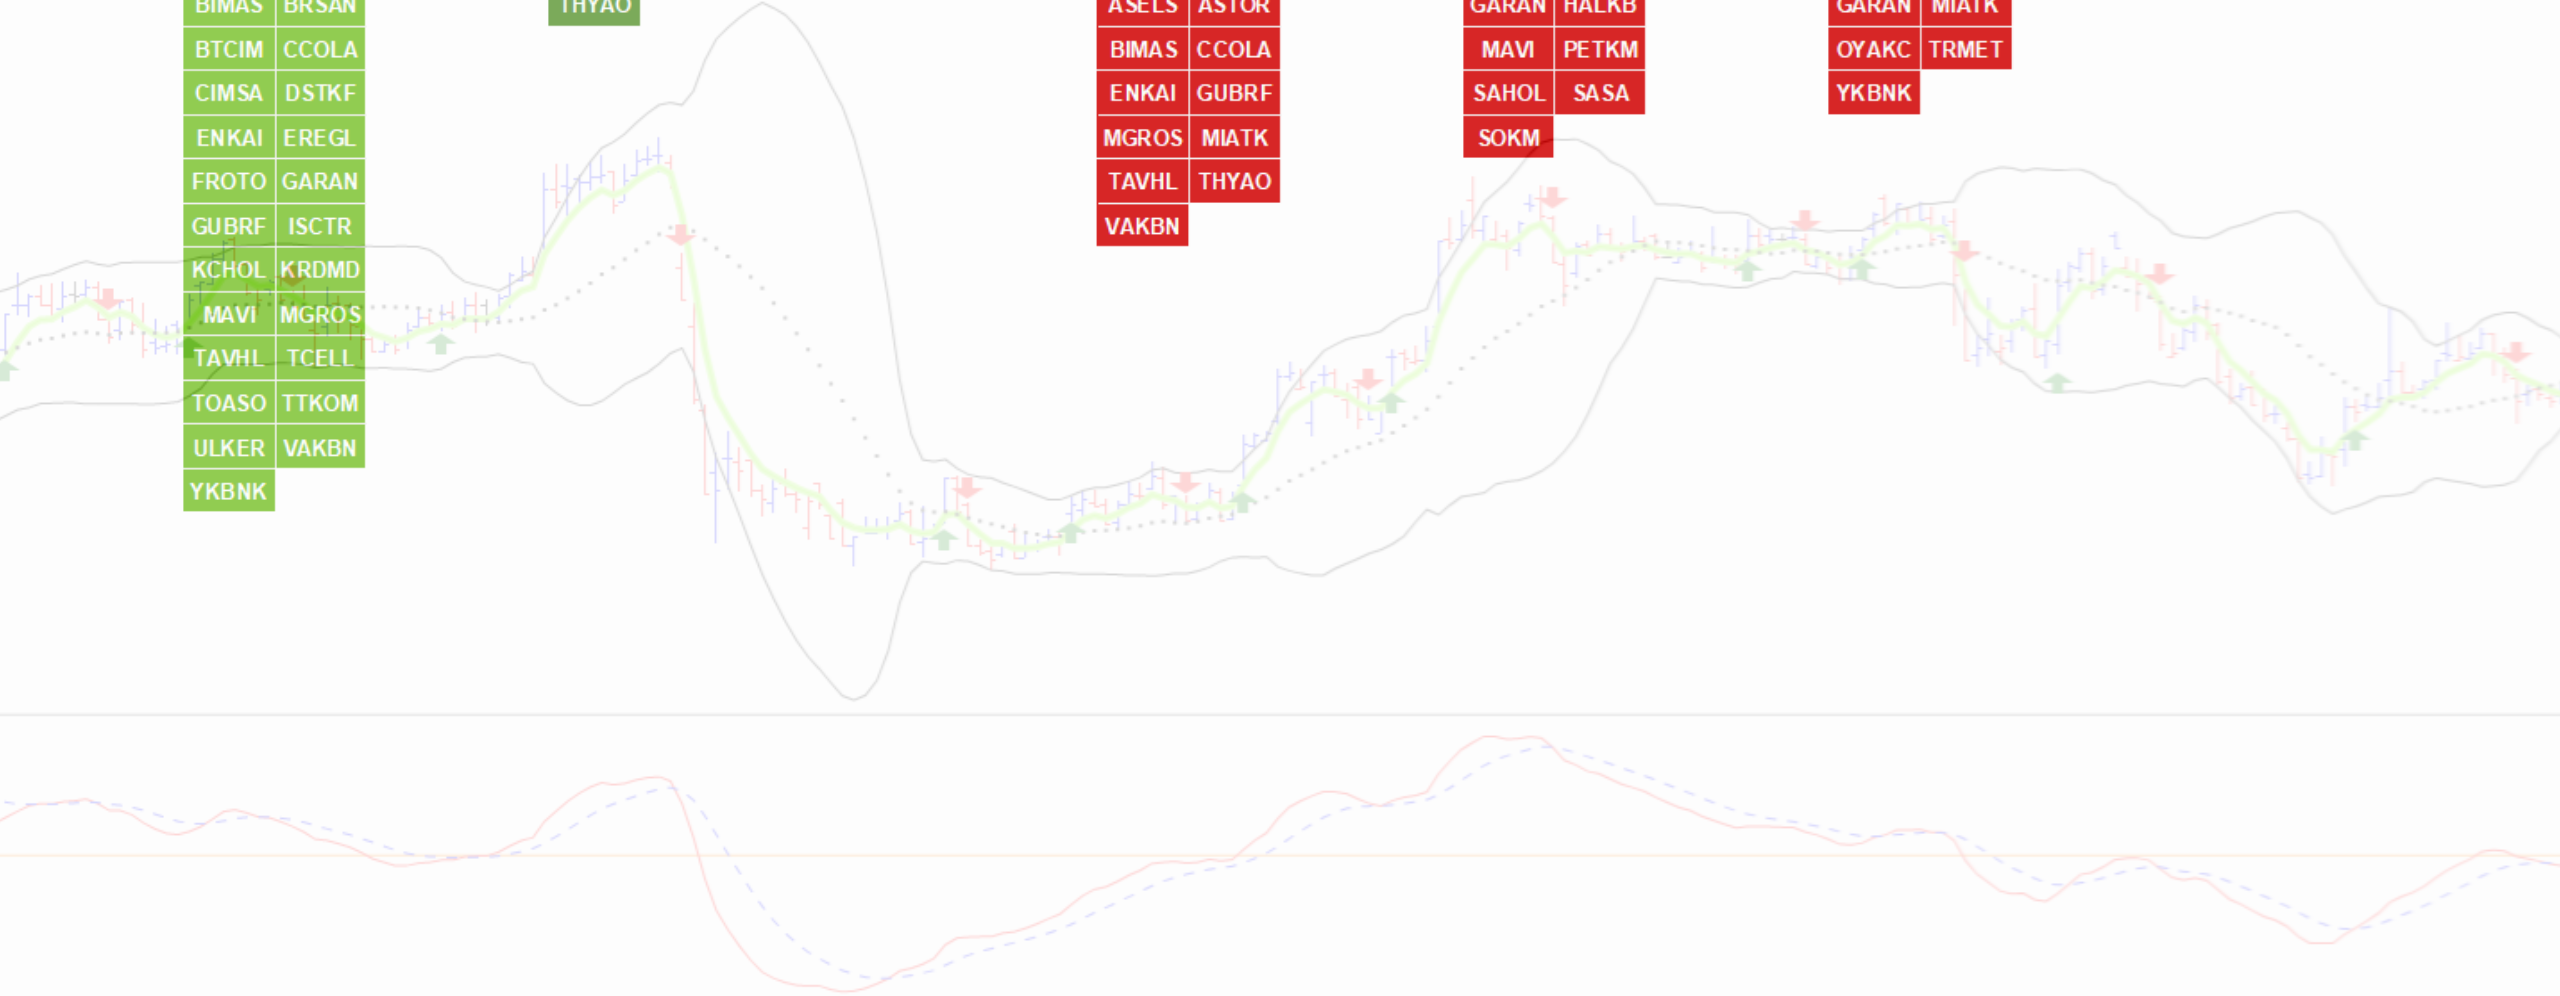 BIMAS BRSAN THYAO ASELS ASTOR GARAN HALKB GARAN MIATK
BTCIM CCOLA BIMAS CCOLA MAVI PETKM OYAKC TRMET
CIMSA DSTKF ENKAI GUBRF SAHOL SASA YKBNK
ENKAI EREGL MGROS MIATK SOKM
FROTO GARAN TAVHL THYAO
GUBRF ISCTR VAKBN
KCHOL KRDMD
MAVI MGROS
TAVHL TCELL
TOASO TTKOM
ULKER VAKBN
YKBNK